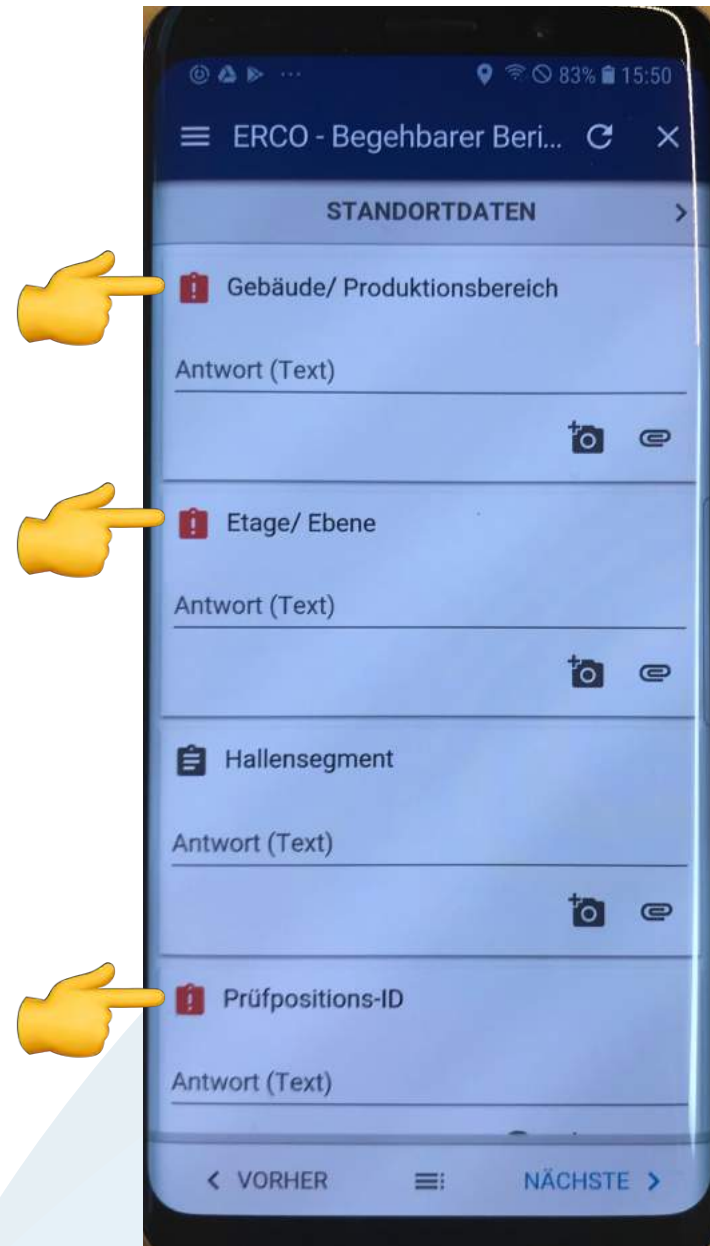 83% 15:50
ERCO - Begehbarer Beri...
STANDORTDATEN
Gebäude/ Produktionsbereich
Antwort (Text)
Etage/ Ebene
Antwort (Text)
Hallensegment
Antwort (Text)
Prüfpositions-ID
Antwort (Text)
VORHER
NÄCHSTE